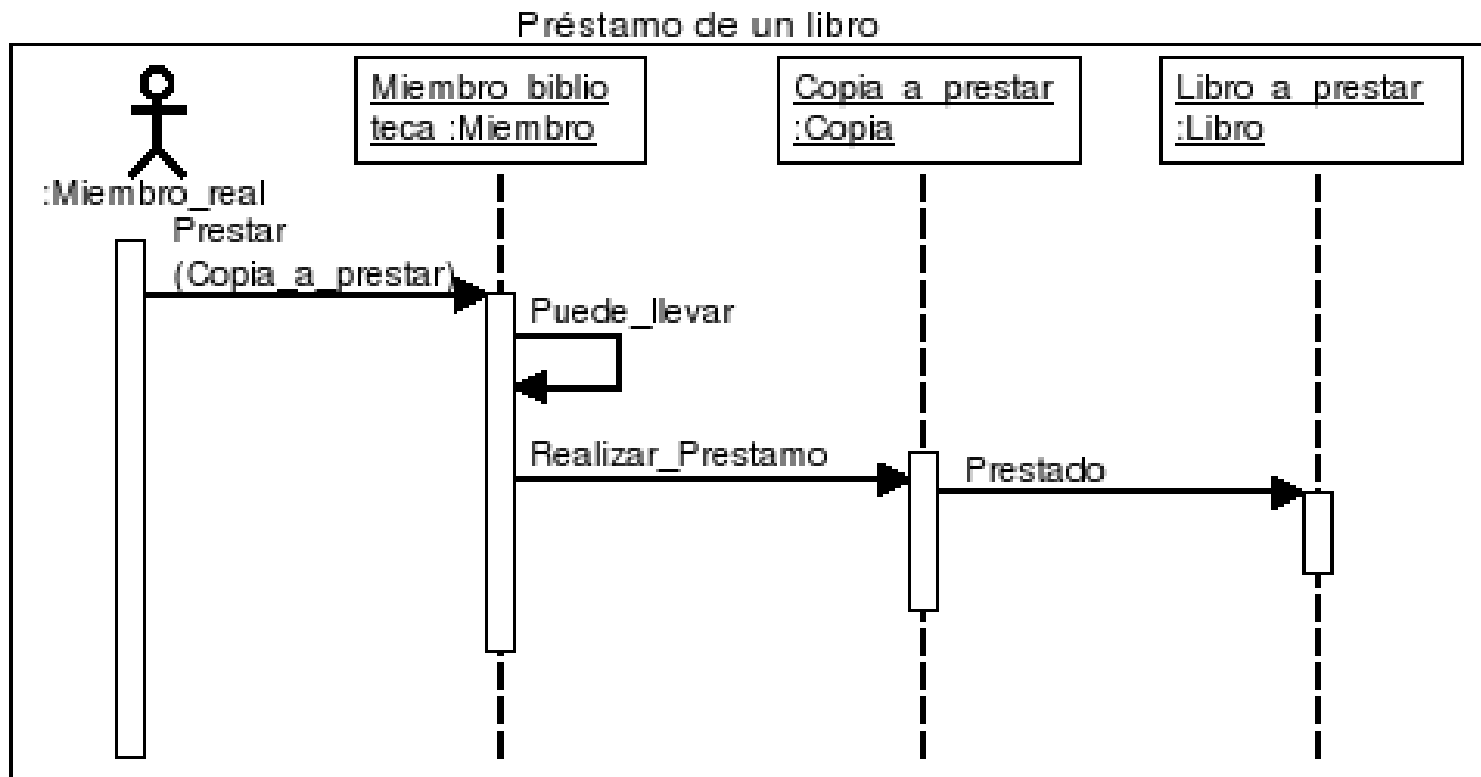 Préstamo de un libro
Miembro_biblio
teca :Miembro
Copia_a_prestar
:Copia
Libro_a_prestar
:Libro
:Miembro_real
Prestar
(Copia_a_prestar)
Puede_llevar
Realizar_Prestamo
Prestado